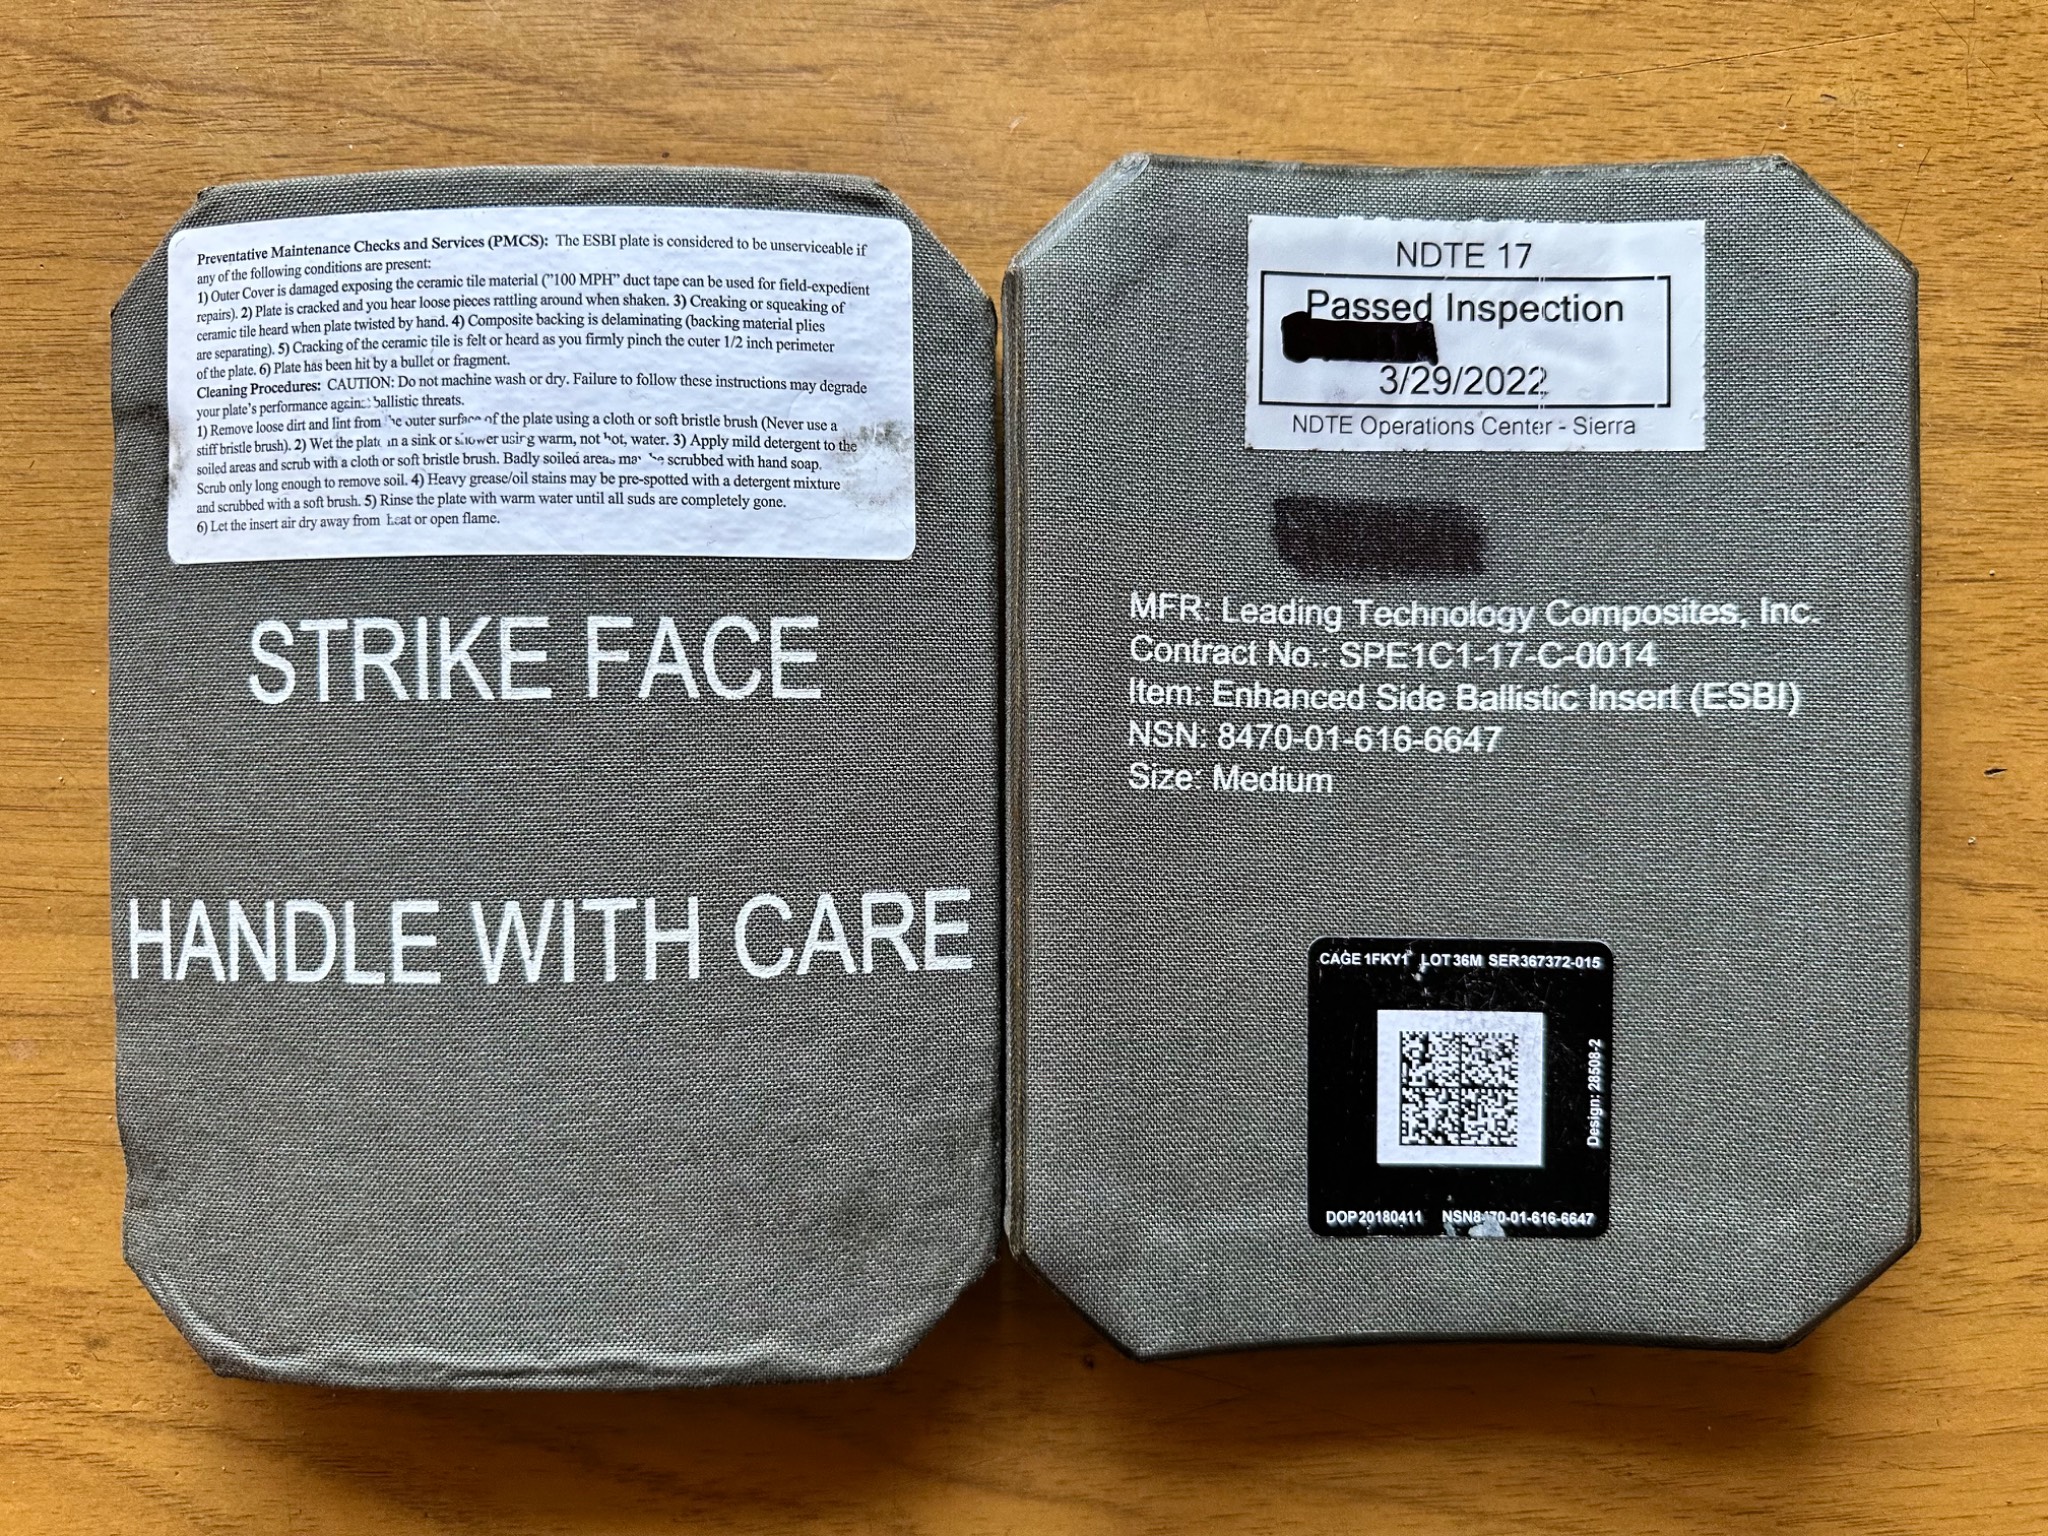 Preventative Maintenance Checks and Services (PMCS): The ESBI plate is considered to be unserviceable if
any of the following conditions are present:
1) Outer Cover is damaged exposing the ceramic tile material ("100 MPH" duct tape can be used for field-expedient
repairs). 2) Plate is cracked and you hear loose pieces rattling around when shaken. 3) Creaking or squeaking of
ceramic tile heard when plate twisted by hand. 4) Composite backing is delaminating (backing material plies
are separating). 5) Cracking of the ceramic tile is felt or heard as you firmly pinch the outer 1/2 inch perimeter
of the plate. 6) Plate has been hit by a bullet or fragment.
Cleaning Procedures: CAUTION: Do not machine wash or dry. Failure to follow these instructions may degrade
your plate's performance against ballistic threats.
1) Remove loose dirt and lint from the outer surface of the plate using a cloth or soft bristle brush (Never use a
stiff bristle brush). 2) Wet the plate in a sink or shower using warm, not hot, water. 3) Apply mild detergent to the
soiled areas and scrub with a cloth or soft bristle brush. Badly soiled areas may be scrubbed with hand soap.
Scrub only long enough to remove soil. 4) Heavy grease/oil stains may be pre-spotted with a detergent mixture
and scrubbed with a soft brush. 5) Rinse the plate with warm water until all suds are completely gone.
6) Let the insert air dry away from heat or open flame.
STRIKE FACE
HANDLE WITH CARE
NDTE 17
Passed Inspection
3/29/2022
NDTE Operations Center - Sierra
MFR: Leading Technology Composites, Inc.
Contract No.: SPE1C1-17-C-0014
Item: Enhanced Side Ballistic Insert (ESBI)
NSN: 8470-01-616-6647
Size: Medium
CAGE 1FKY1 LOT 36M SER 367372-015
Design: 28508-2
DOP 20180411 NSN 8470-01-616-6647